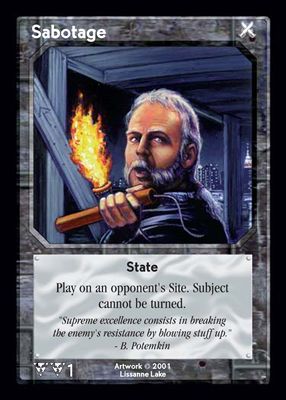 Sabotage
State
Play on an opponent's Site. Subject
cannot be turned.
"Supreme excellence consists in breaking
the enemy's resistance by blowing stuff up."
- B. Potemkin
1
Artwork © 2001
Lissanne Lake